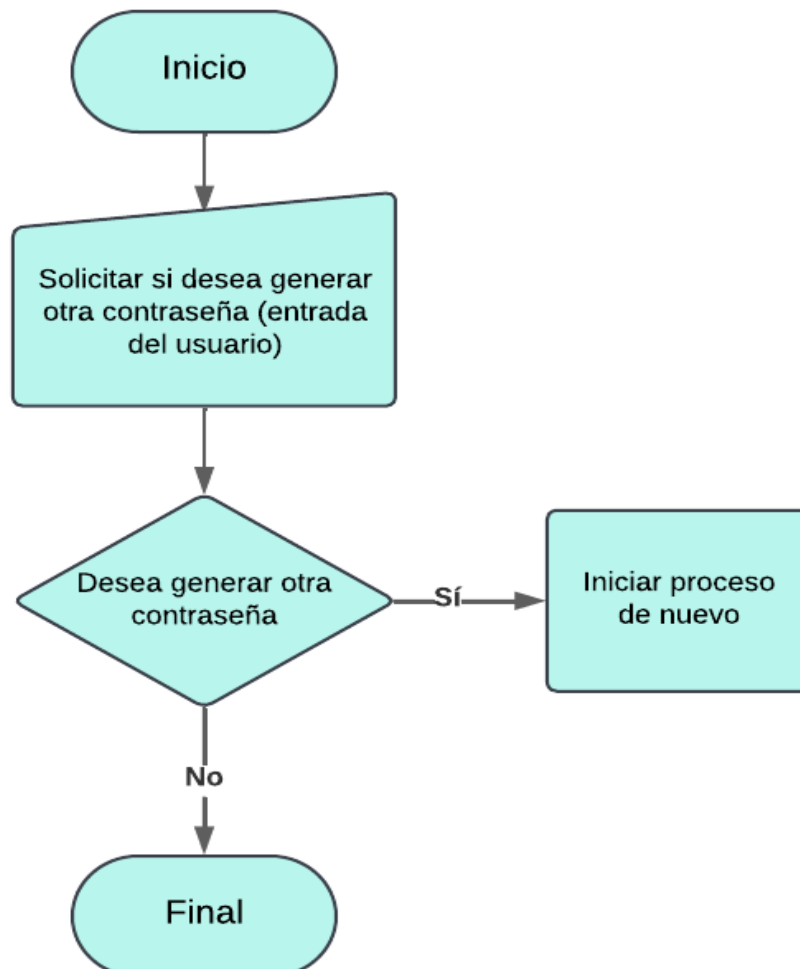 Inicio
Solicitar si desea generar
otra contraseña (entrada
del usuario)
Desea generar otra
contraseña
Sí
Iniciar proceso
de nuevo
No
Final